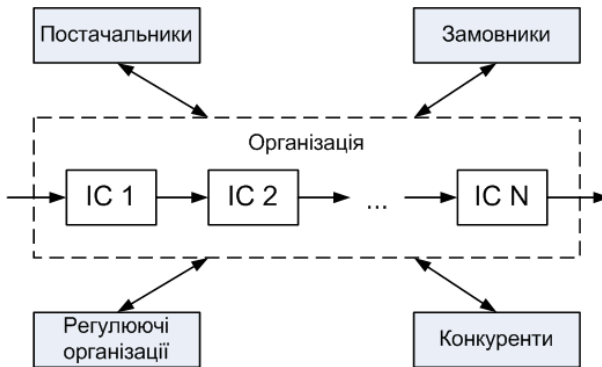 Постачальники
Замовники
Організація
ІС 1
ІС 2
...
ІС N
Регулюючі
організації
Конкуренти